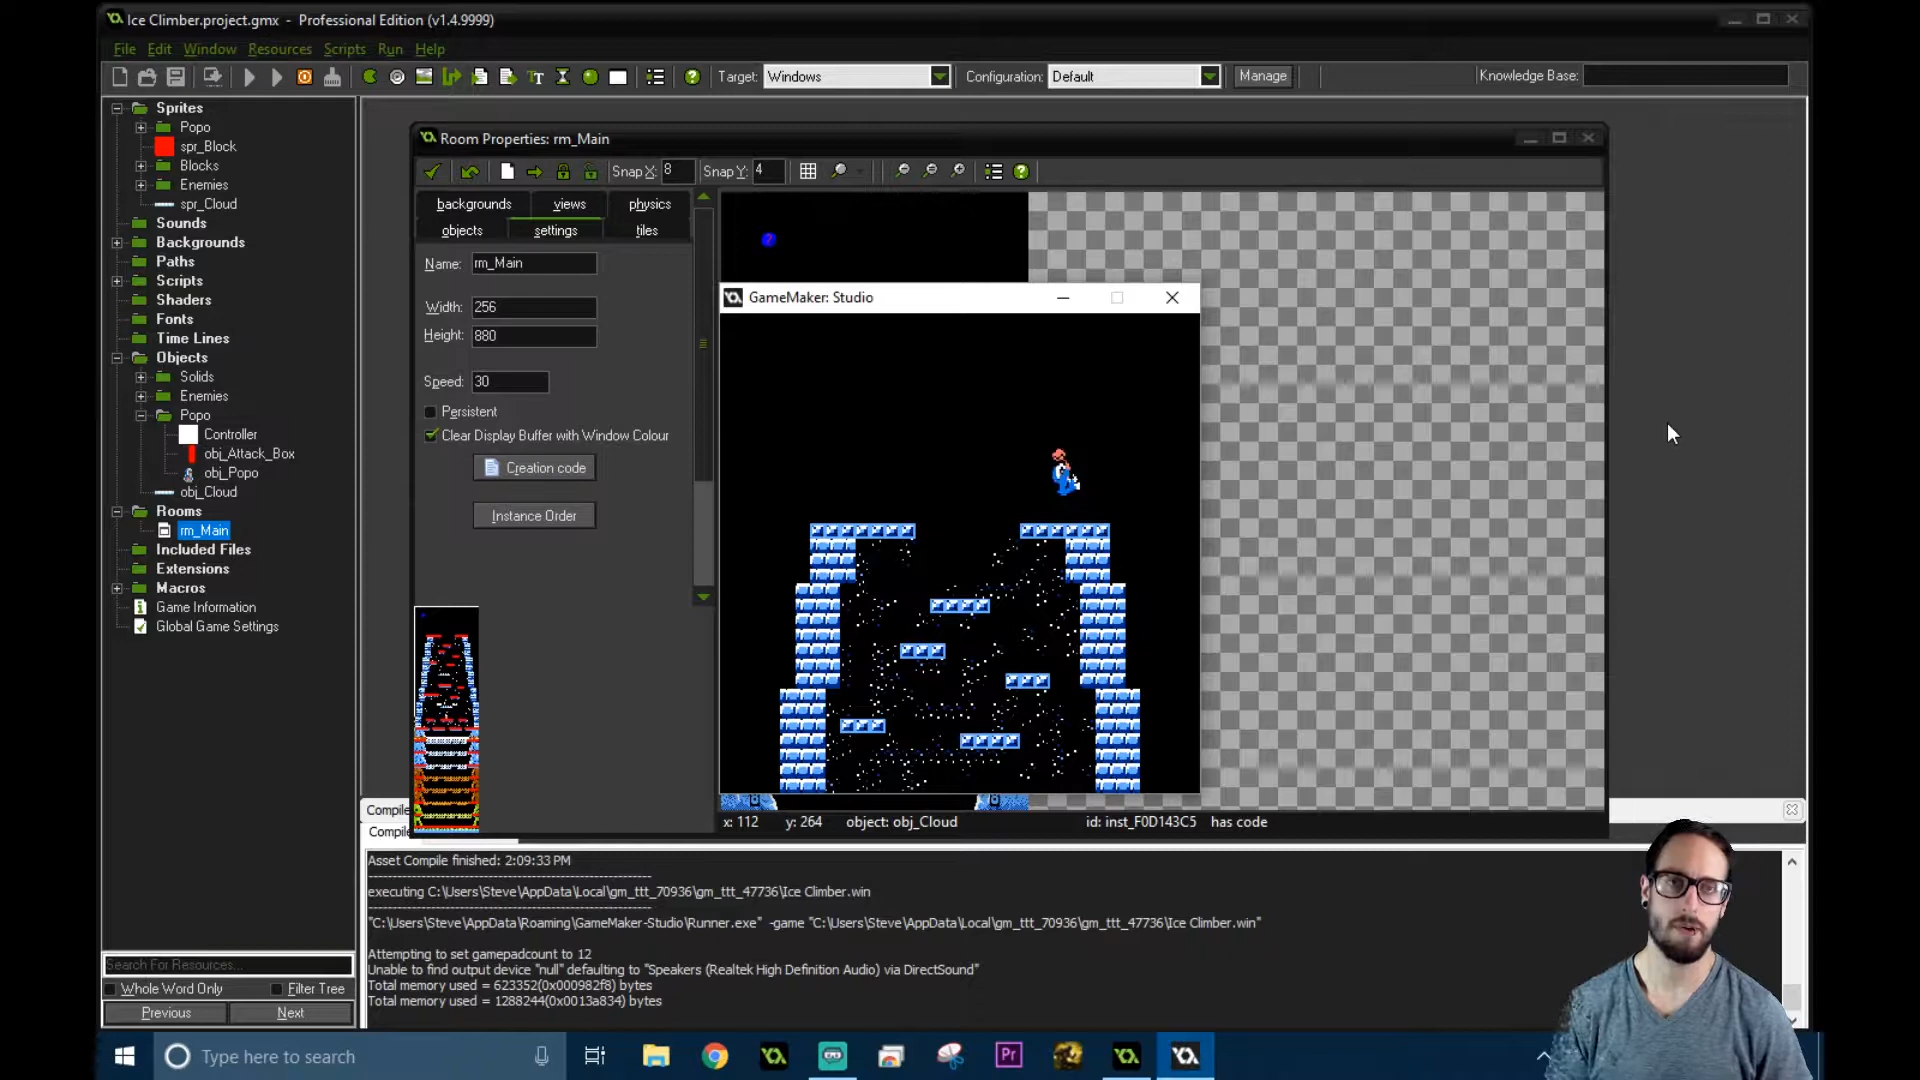 Ice Climber.project.gmx - Professional Edition (v1.4.9999)
File Edit Window Resources Scripts Run Help
Target: Windows Configuration: Default Manage Knowledge Base:
Sprites
Popo
spr_Block
Blocks
Enemies
spr_Cloud
Sounds
Backgrounds
Paths
Scripts
Shaders
Fonts
Time Lines
Objects
Solids
Enemies
Popo
Controller
obj_Attack_Box
obj_Popo
obj_Cloud
Rooms
rm_Main
Included Files
Extensions
Macros
Game Information
Global Game Settings
Search For Resources...
Whole Word Only Filter Tree
Previous Next
Room Properties: rm_Main
Snap X: 8 Snap Y: 4
backgrounds views physics
objects settings tiles
Name: rm_Main
Width: 256
Height: 880
Speed: 30
Persistent
Clear Display Buffer with Window Colour
Creation code
Instance Order
?
GameMaker: Studio
x: 112 y: 264 object: obj_Cloud id: inst_F0D143C5 has code
Compile
Compile
Asset Compile finished: 2:09:33 PM
executing C:\Users\Steve\AppData\Local\gm_ttt_70936\gm_ttt_47736\Ice Climber.win
"C:\Users\Steve\AppData\Roaming\GameMaker-Studio\Runner.exe" -game "C:\Users\Steve\AppData\Local\gm_ttt_70936\gm_ttt_47736\Ice Climber.win"
Attempting to set gamepadcount to 12
Unable to find output device "null" defaulting to "Speakers (Realtek High Definition Audio) via DirectSound"
Total memory used = 623352(0x000982f8) bytes
Total memory used = 1288244(0x0013a834) bytes
Type here to search
Pr